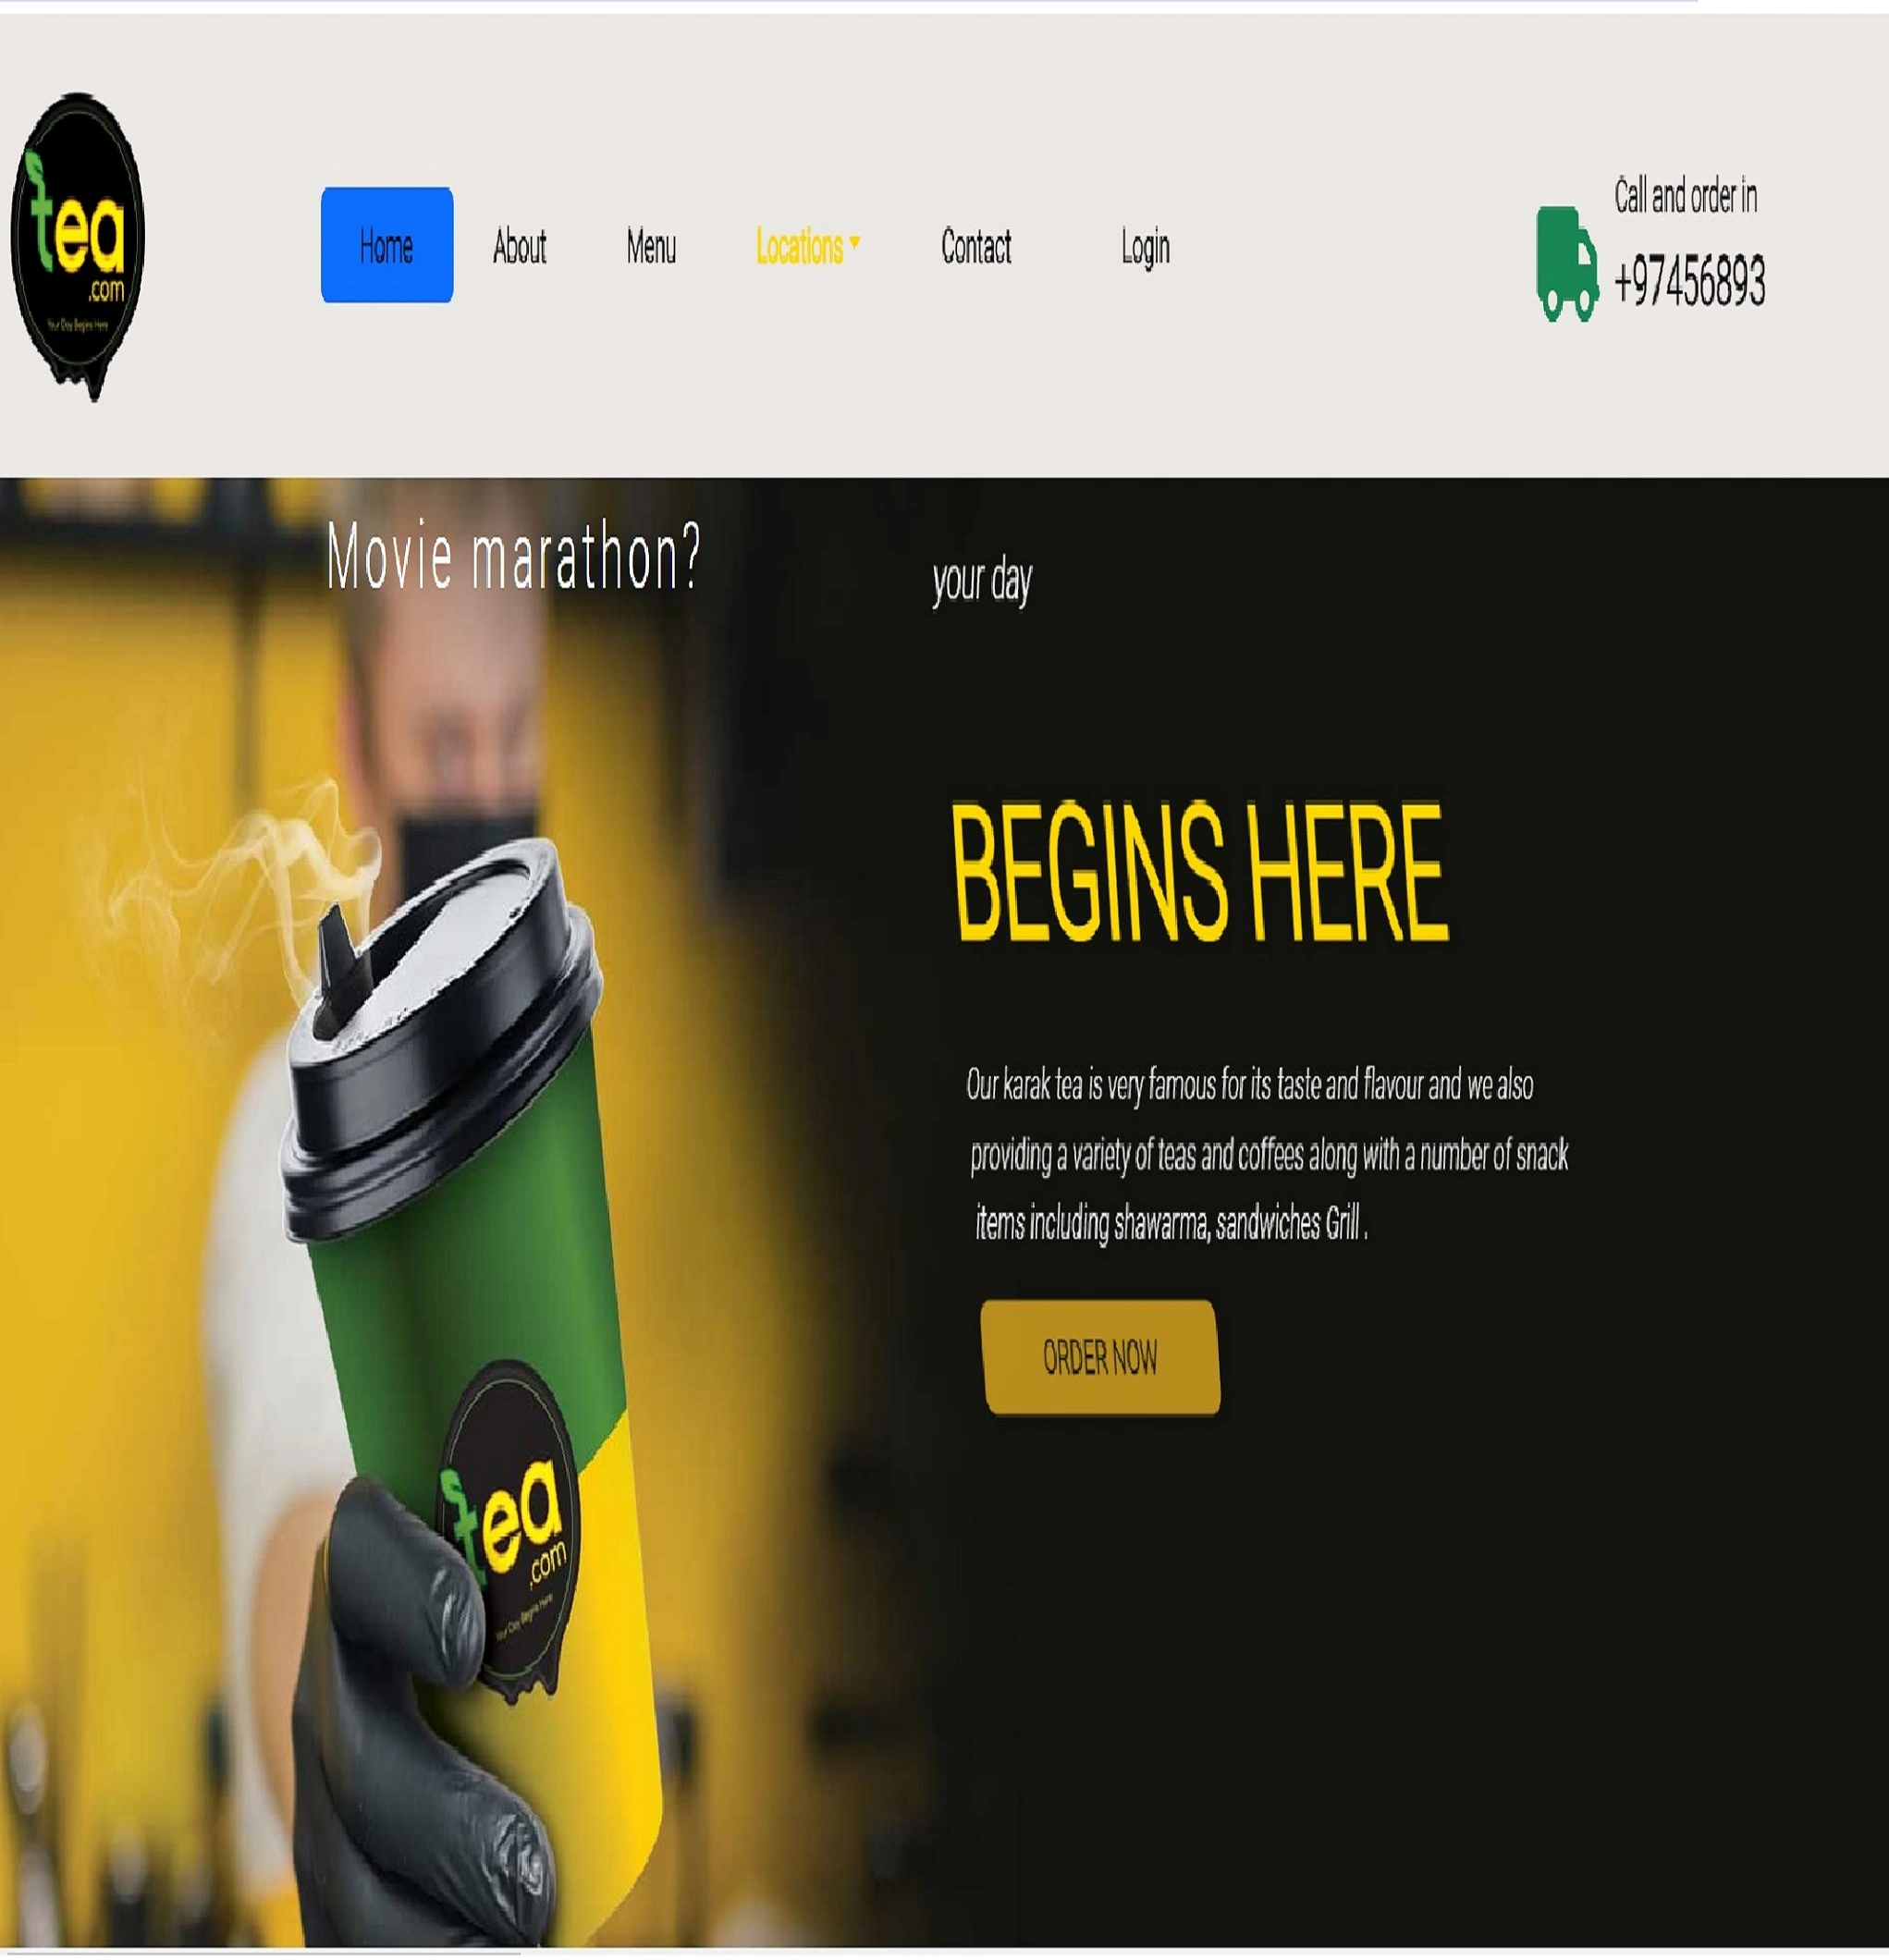 tea
.com
Your Day Begins Here
Home
About
Menu
Locations
Contact
Login
Call and order in
+97456893
Movie marathon?
your day
BEGINS HERE
Our karak tea is very famous for its taste and flavour and we also
providing a variety of teas and coffees along with a number of snack
items including shawarma, sandwiches Grill .
ORDER NOW
tea
.com
Your Day Begins Here